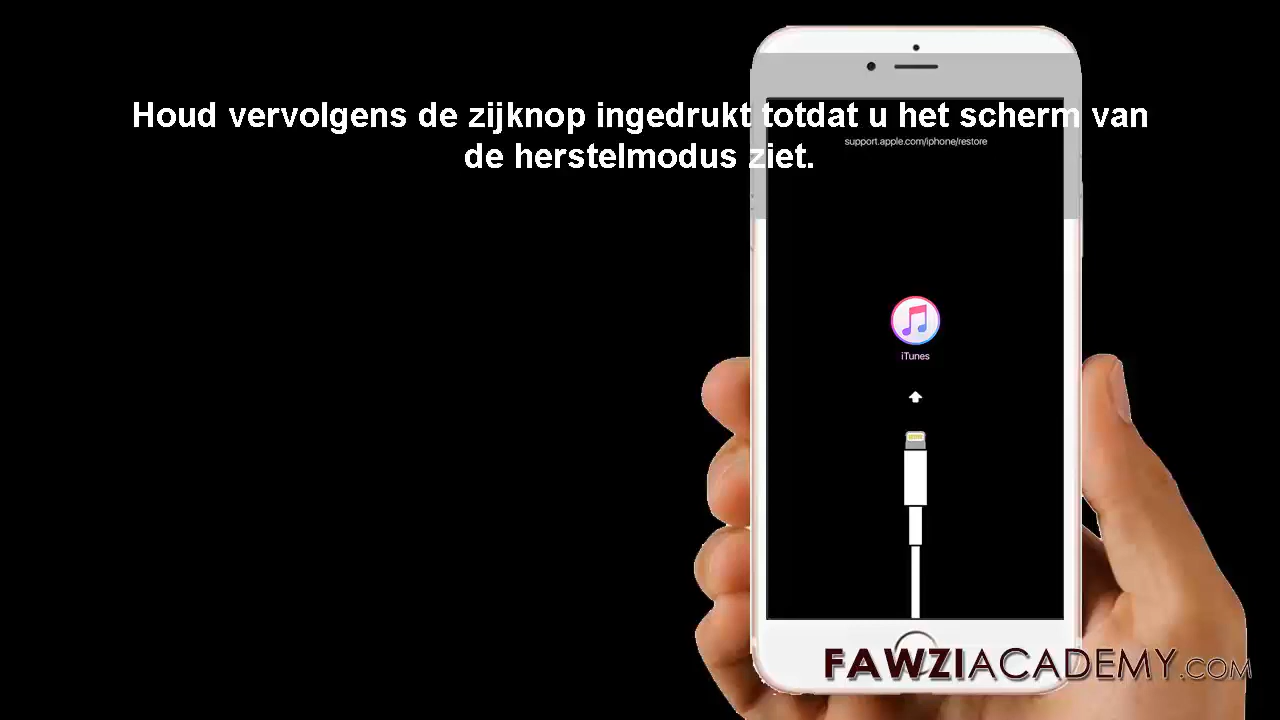 Houd vervolgens de zijknop ingedrukt totdat u het scherm van
de herstelmodus ziet.
support.apple.com/iphone/restore
iTunes
FAWZIACADEMY.COM